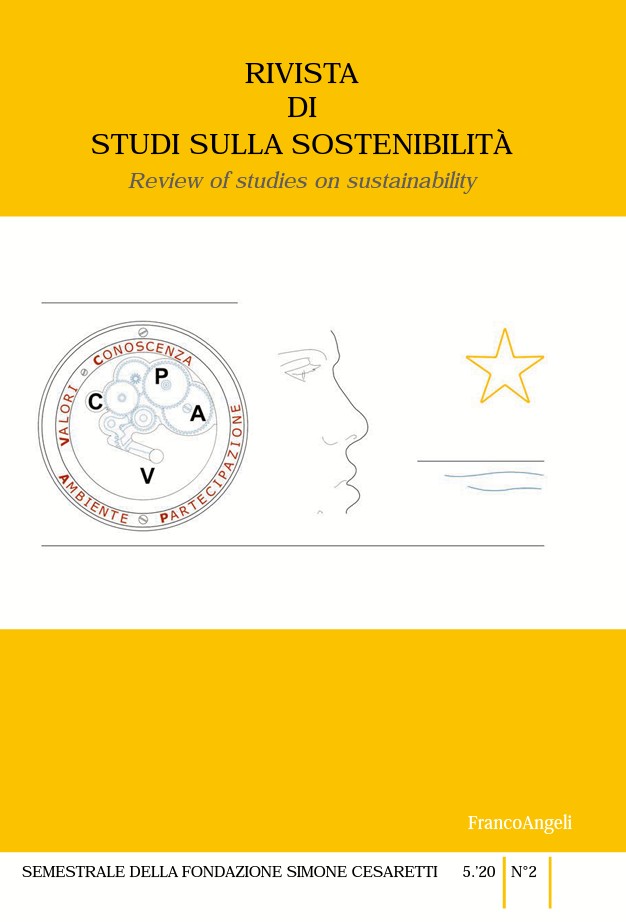 RIVISTA
DI
STUDI SULLA SOSTENIBILITÀ
Review of studies on sustainability
CONOSCENZA
VALORI
PARTECIPAZIONE
AMBIENTE
P
C
A
V
FrancoAngeli
SEMESTRALE DELLA FONDAZIONE SIMONE CESARETTI 5.'20 N°2